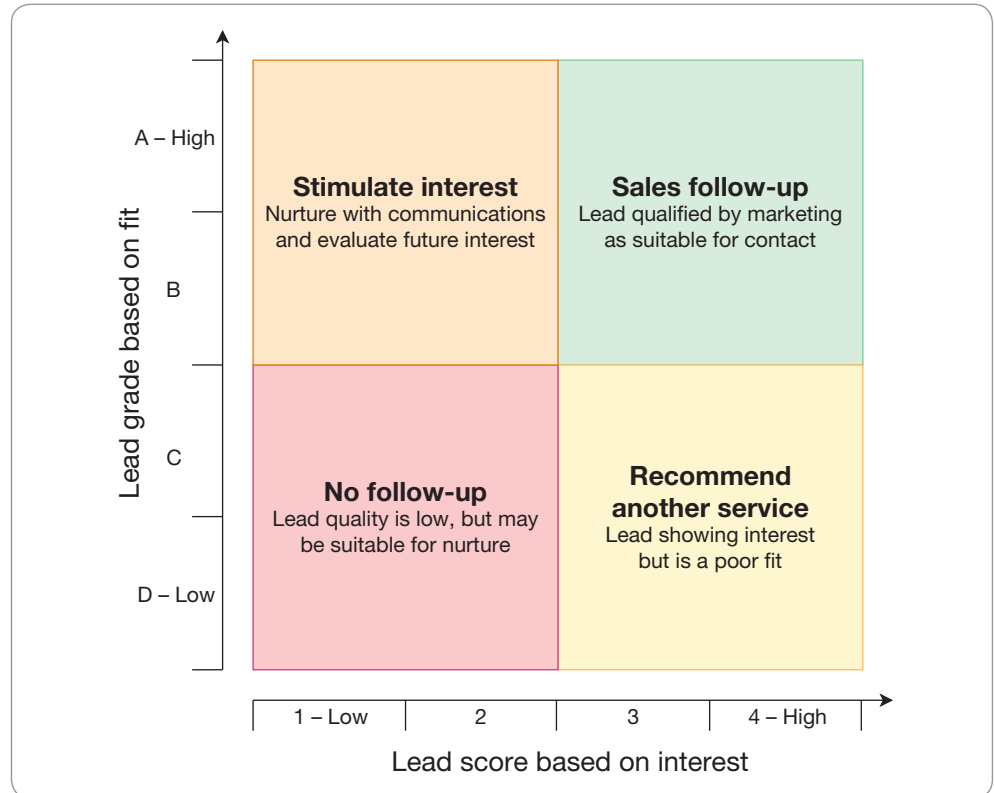 Lead grade based on fit
A – High
B
C
D – Low
Stimulate interest
Nurture with communications
and evaluate future interest
Sales follow-up
Lead qualified by marketing
as suitable for contact
No follow-up
Lead quality is low, but may
be suitable for nurture
Recommend
another service
Lead showing interest
but is a poor fit
1 – Low
2
3
4 – High
Lead score based on interest